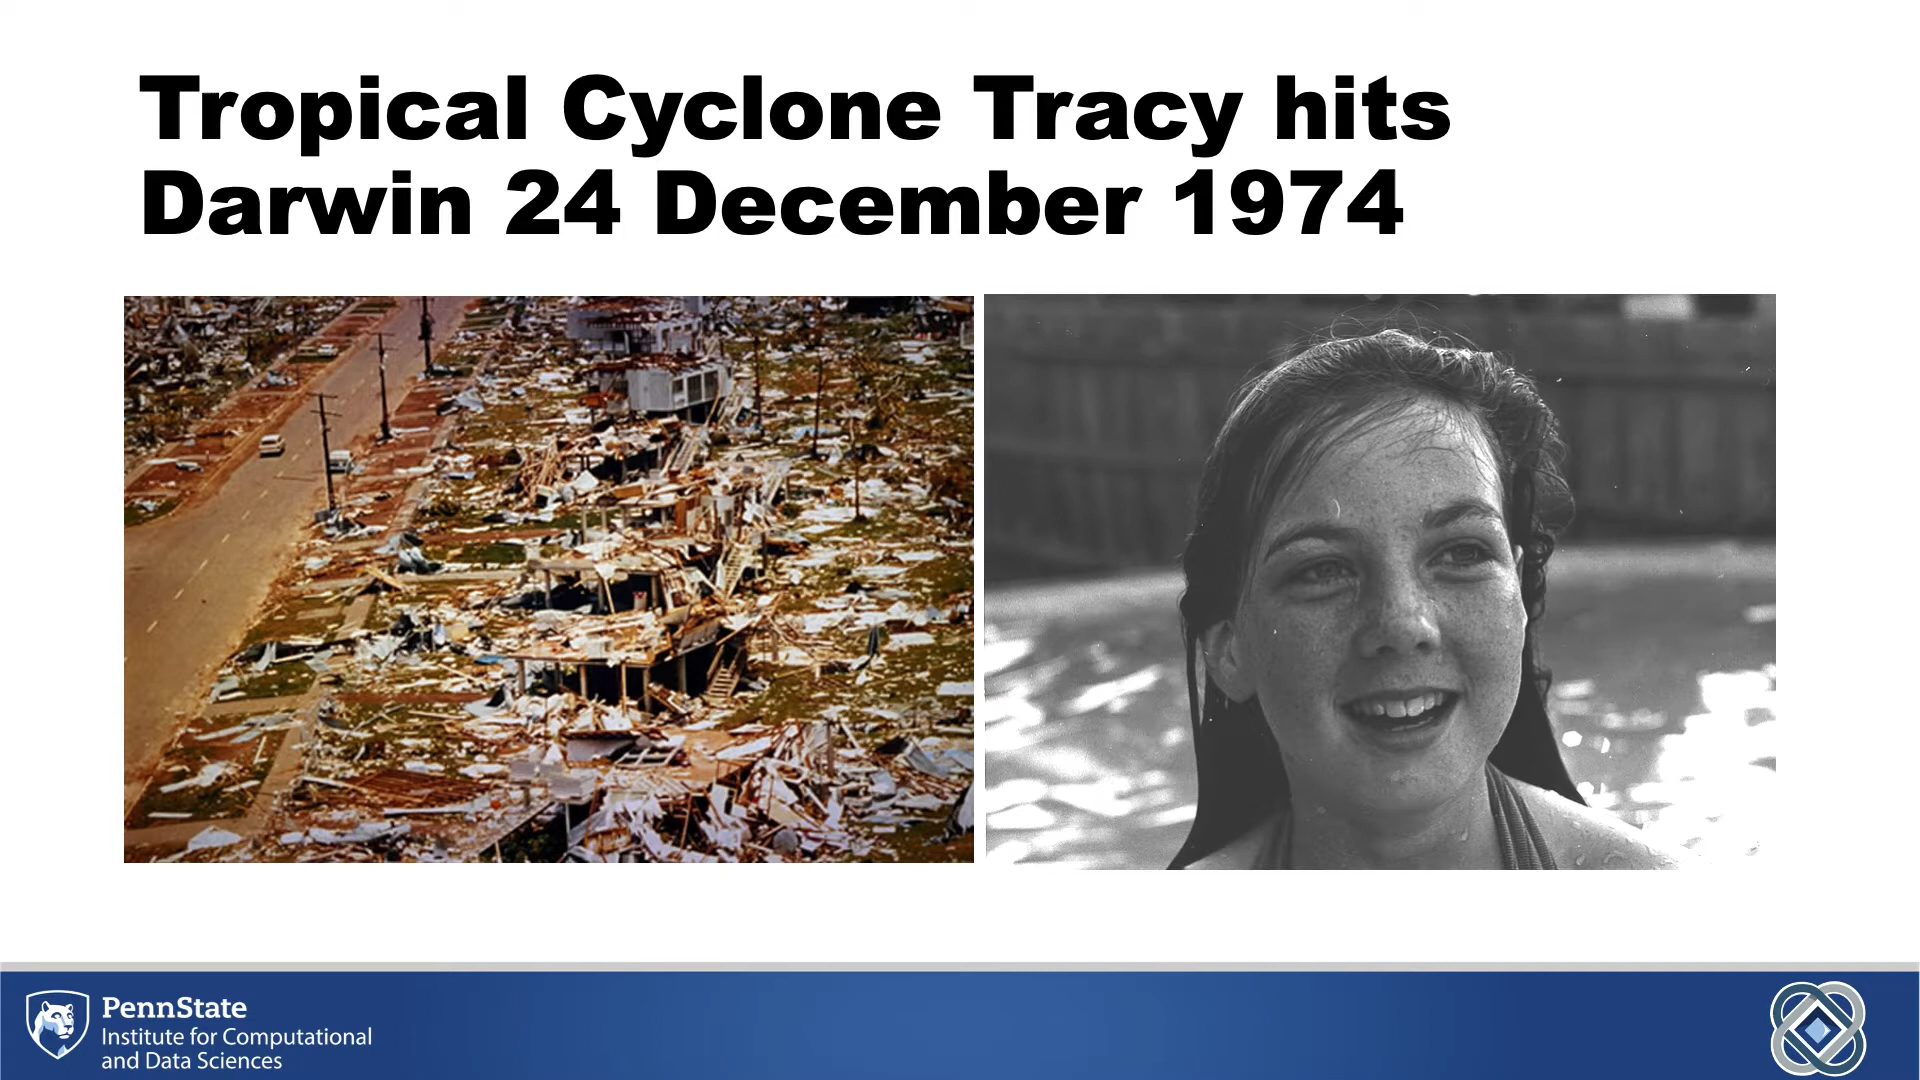 Tropical Cyclone Tracy hits
Darwin 24 December 1974
PennState
Institute for Computational
and Data Sciences